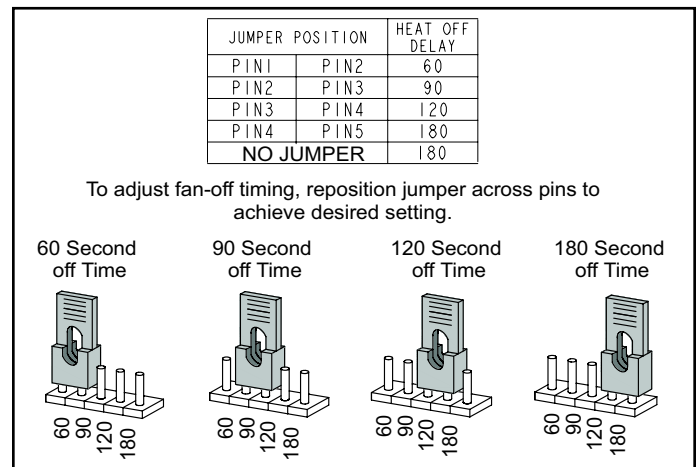 JUMPER POSITION HEAT OFF DELAY
PIN1 PIN2 60
PIN2 PIN3 90
PIN3 PIN4 120
PIN4 PIN5 180
NO JUMPER 180
To adjust fan-off timing, reposition jumper across pins to
achieve desired setting.
60 Second
off Time
90 Second
off Time
120 Second
off Time
180 Second
off Time
60 90 120 180
60 90 120 180
60 90 120 180
60 90 120 180